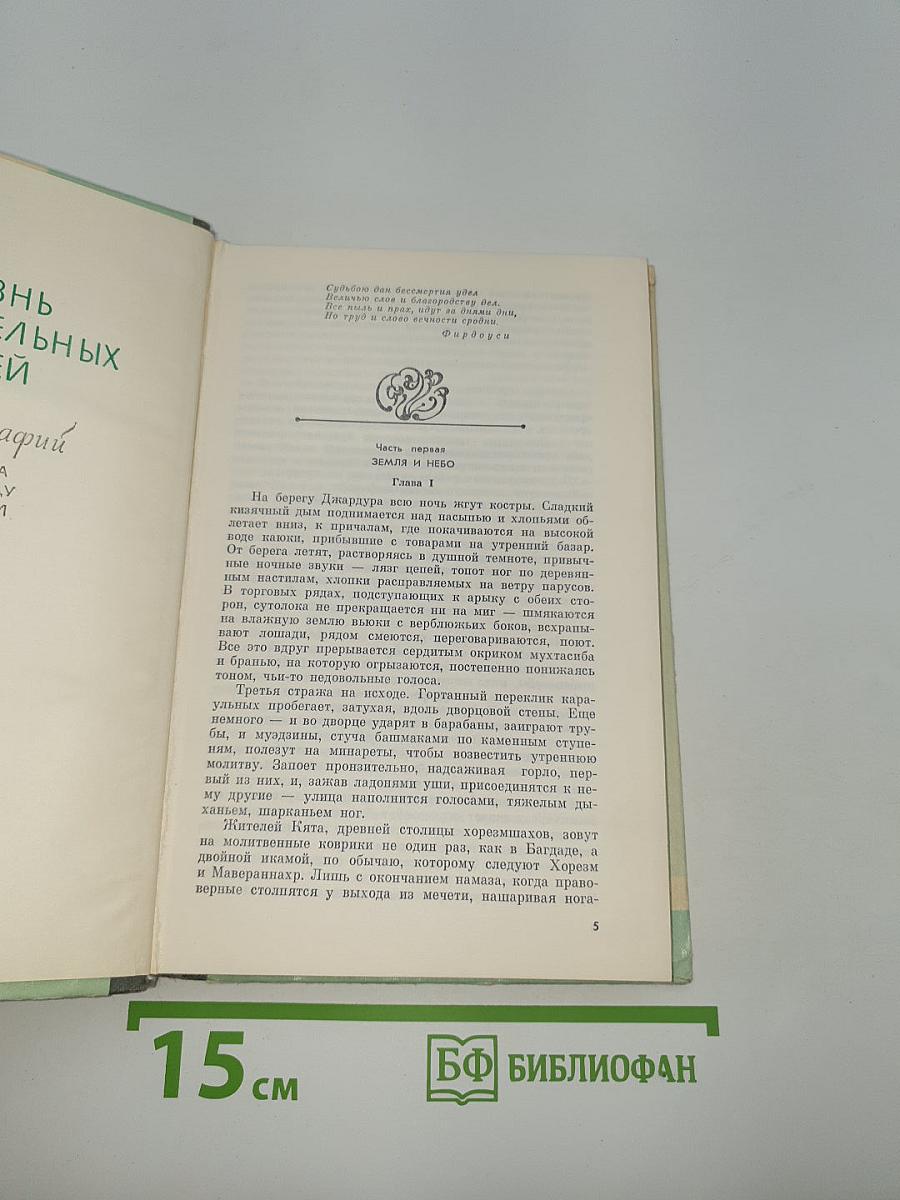 ЗНЬ
ЕЛЬНЫХ
ЕЙ
афий
А
ДУ
И
Судьбою дан бессмертия удел
Величью слов и благородству дел.
Все пыль и прах, идут за днями дни,
Но труд и слово вечности сродни.
Фирдоуси
Часть первая
ЗЕМЛЯ И НЕБО
Глава I
На берегу Джардура всю ночь жгут костры. Сладкий
кизячный дым поднимается над насыпью и хлопьями об-
летает вниз, к причалам, где покачиваются на высокой
воде каюки, прибывшие с товарами на утренний базар.
От берега летят, растворяясь в душной темноте, привыч-
ные ночные звуки — лязг цепей, топот ног по деревян-
ным настилам, хлопки расправляемых на ветру парусов.
В торговых рядах, подступающих к арыку с обеих сто-
рон, сутолока не прекращается ни на миг — шмякаются
на влажную землю вьюки с верблюжьих боков, всхрапы-
вают лошади, рядом смеются, переговариваются, поют.
Все это вдруг прерывается сердитым окриком мухтасиба
и бранью, на которую огрызаются, постепенно понижаясь
тоном, чьи-то недовольные голоса.
Третья стража на исходе. Гортанный переклик кара-
ульных пробегает, затухая, вдоль дворцовой стены. Еще
немного — и во дворце ударят в барабаны, заиграют тру-
бы, и муэдзины, стуча башмаками по каменным ступе-
ням, полезут на минареты, чтобы возвестить утреннюю
молитву. Запоет пронзительно, надсаживая горло, пер-
вый из них, и, зажав ладонями уши, присоединятся к не-
му другие — улица наполнится голосами, тяжелым ды-
ханьем, шарканьем ног.
Жителей Кята, древней столицы хорезмшахов, зовут
на молитвенные коврики не один раз, как в Багдаде, а
двойной икамой, по обычаю, которому следуют Хорезм
и Мавераннахр. Лишь с окончанием намаза, когда право-
верные столпятся у выхода из мечети, нашаривая нога-
5
15 см
БФ БИБЛИОФАН